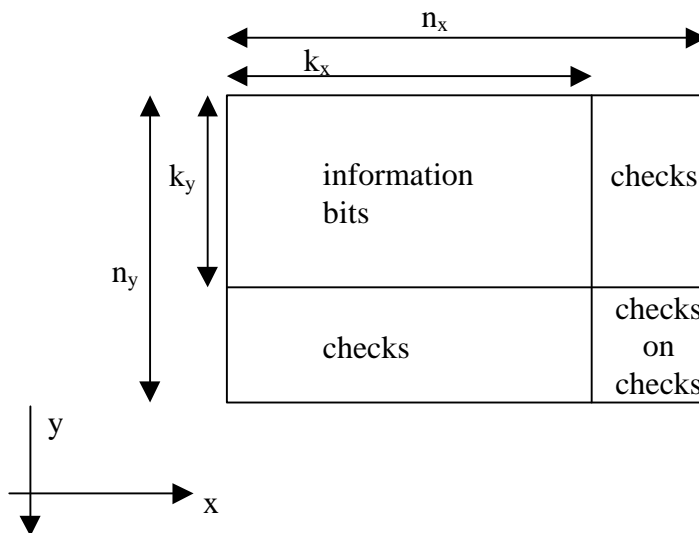 n_x
k_x
k_y
information
bits
checks
n_y
checks
checks
on
checks
y
x